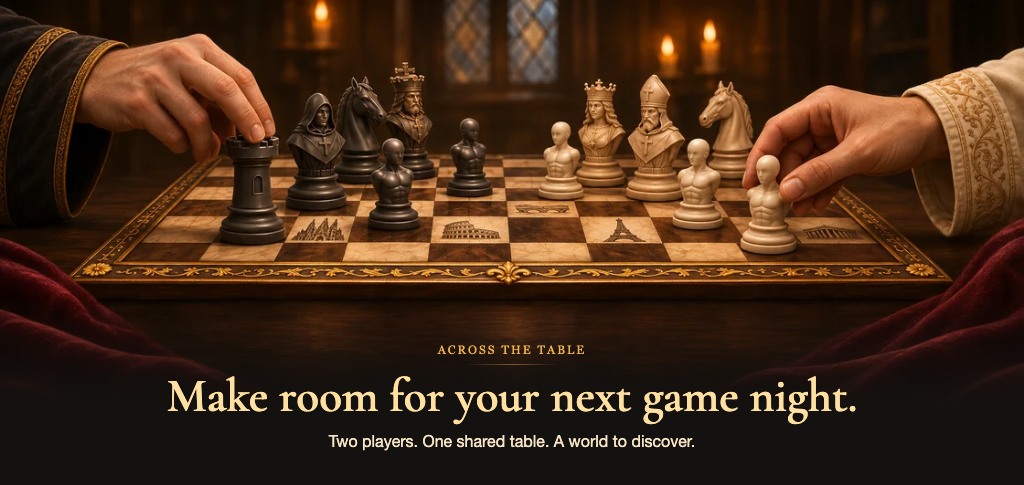 ACROSS THE TABLE
Make room for your next game night.
Two players. One shared table. A world to discover.